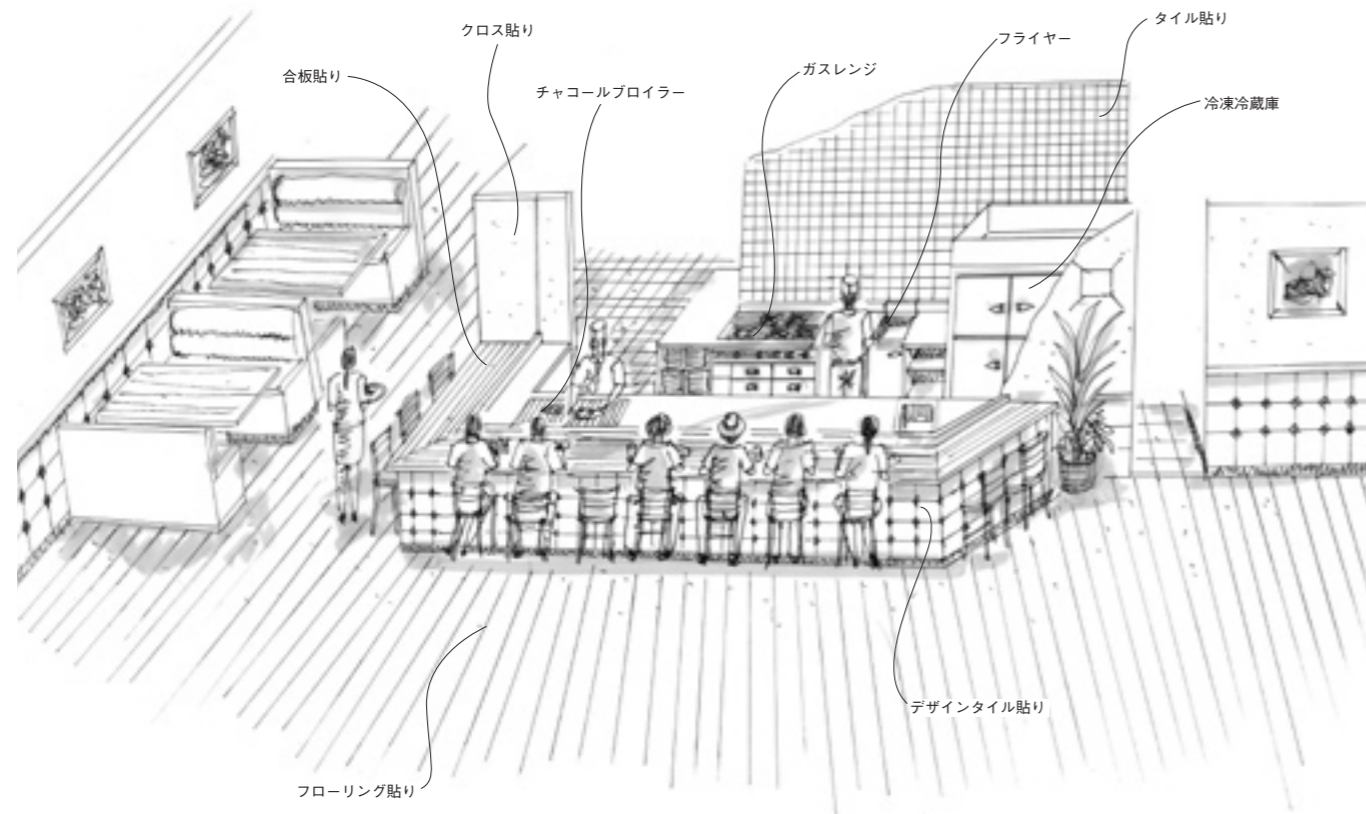 タイル貼り
クロス貼り
フライヤー
ガスレンジ
合板貼り
チャコールブロイラー
冷凍冷蔵庫
デザインタイル貼り
フローリング貼り